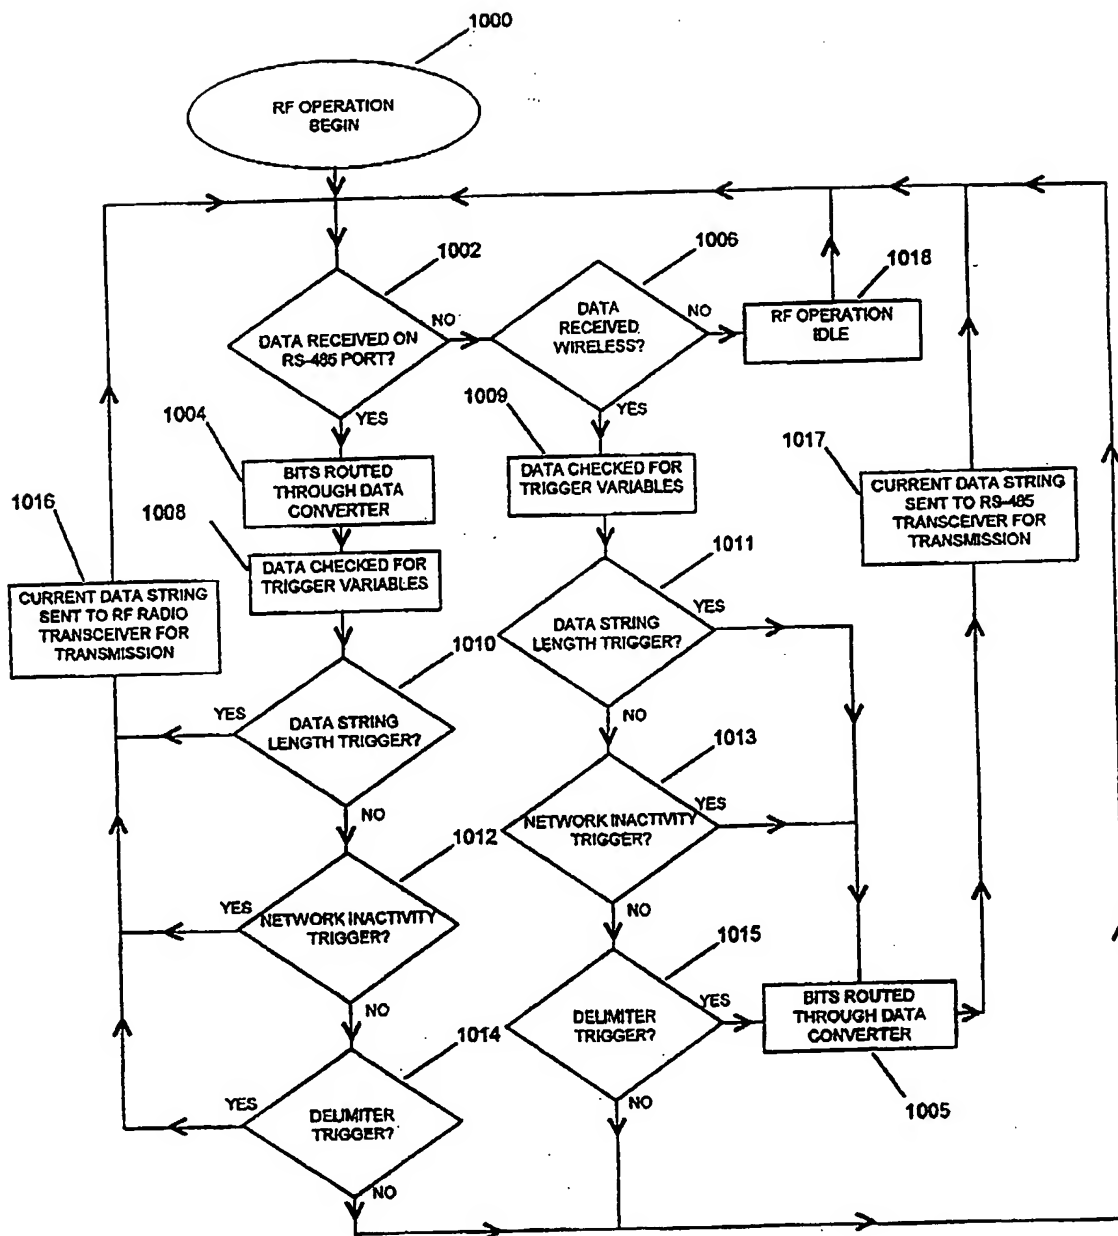 1000
RF OPERATION
BEGIN
1002
1006
1018
DATA RECEIVED ON
RS-485 PORT?
NO
DATA
RECEIVED
WIRELESS?
NO
RF OPERATION
IDLE
YES
YES
1004
1009
1017
BITS ROUTED
THROUGH DATA
CONVERTER
DATA CHECKED FOR
TRIGGER VARIABLES
CURRENT DATA STRING
SENT TO RS-485
TRANSCEIVER FOR
TRANSMISSION
1016
1008
DATA CHECKED FOR
TRIGGER VARIABLES
1011
CURRENT DATA STRING
SENT TO RF RADIO
TRANSCEIVER FOR
TRANSMISSION
DATA STRING
LENGTH TRIGGER?
YES
1010
NO
YES
DATA STRING
LENGTH TRIGGER?
1013
NO
NETWORK INACTIVITY
TRIGGER?
YES
1012
NO
YES
NETWORK INACTIVITY
TRIGGER?
1015
NO
DELIMITER
TRIGGER?
YES
BITS ROUTED
THROUGH DATA
CONVERTER
1014
NO
YES
DELIMITER
TRIGGER?
1005
NO